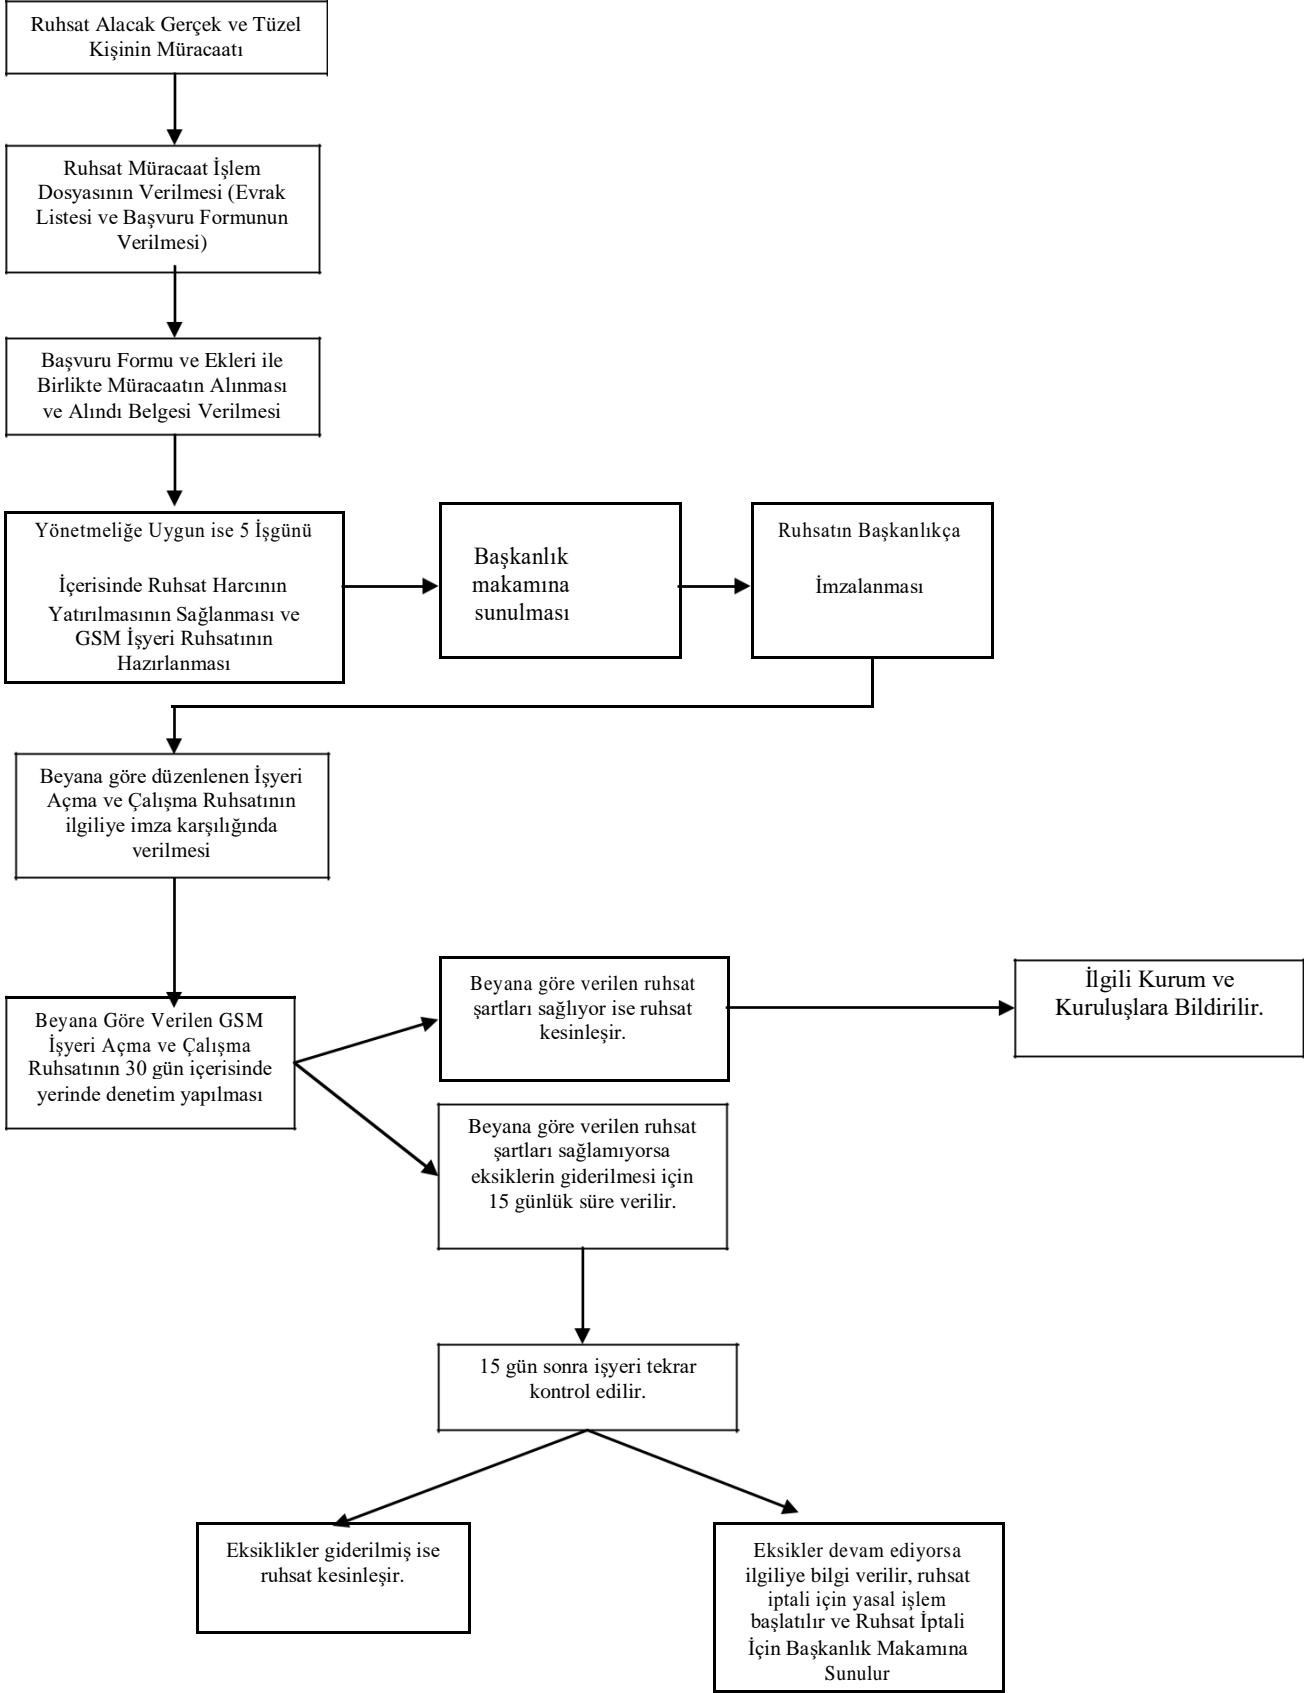 Ruhsat Alacak Gerçek ve Tüzel
Kişinin Müracaatı
Ruhsat Müracaat İşlem
Dosyasının Verilmesi (Evrak
Listesi ve Başvuru Formunun
Verilmesi)
Başvuru Formu ve Ekleri ile
Birlikte Müracaatın Alınması
ve Alındı Belgesi Verilmesi
Yönetmeliğe Uygun ise 5 İşgünü
İçerisinde Ruhsat Harcının
Yatırılmasının Sağlanması ve
GSM İşyeri Ruhsatının
Hazırlanması
Başkanlık
makamına
sunulması
Ruhsatın Başkanlıkça
İmzalanması
Beyana göre düzenlenen İşyeri
Açma ve Çalışma Ruhsatının
ilgiliye imza karşılığında
verilmesi
Beyana Göre Verilen GSM
İşyeri Açma ve Çalışma
Ruhsatının 30 gün içerisinde
yerinde denetim yapılması
Beyana göre verilen ruhsat
şartları sağlıyor ise ruhsat
kesinleşir.
İlgili Kurum ve
Kuruluşlara Bildirilir.
Beyana göre verilen ruhsat
şartları sağlamıyorsa
eksiklerin giderilmesi için
15 günlük süre verilir.
15 gün sonra işyeri tekrar
kontrol edilir.
Eksiklikler giderilmiş ise
ruhsat kesinleşir.
Eksikler devam ediyorsa
ilgiliye bilgi verilir, ruhsat
iptali için yasal işlem
başlatılır ve Ruhsat İptali
İçin Başkanlık Makamına
Sunulur